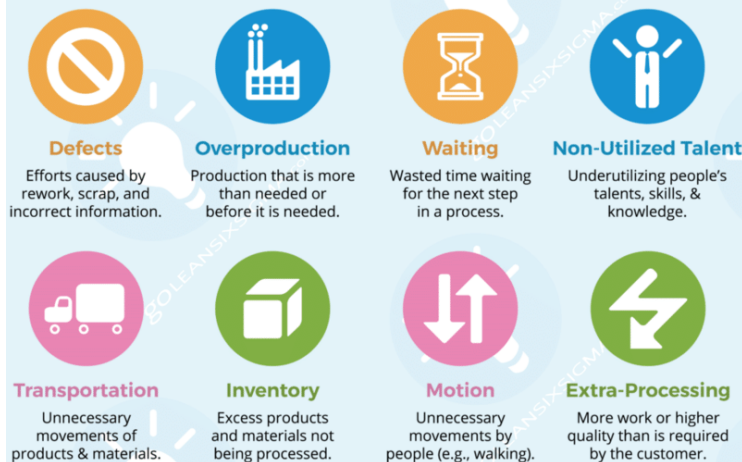 Defects
Efforts caused by
rework, scrap, and
incorrect information.
Overproduction
Production that is more
than needed or
before it is needed.
Waiting
Wasted time waiting
for the next step
in a process.
Non-Utilized Talent
Underutilizing people's
talents, skills, &
knowledge.
Transportation
Unnecessary
movements of
products & materials.
Inventory
Excess products
and materials not
being processed.
Motion
Unnecessary
movements by
people (e.g., walking).
Extra-Processing
More work or higher
quality than is required
by the customer.